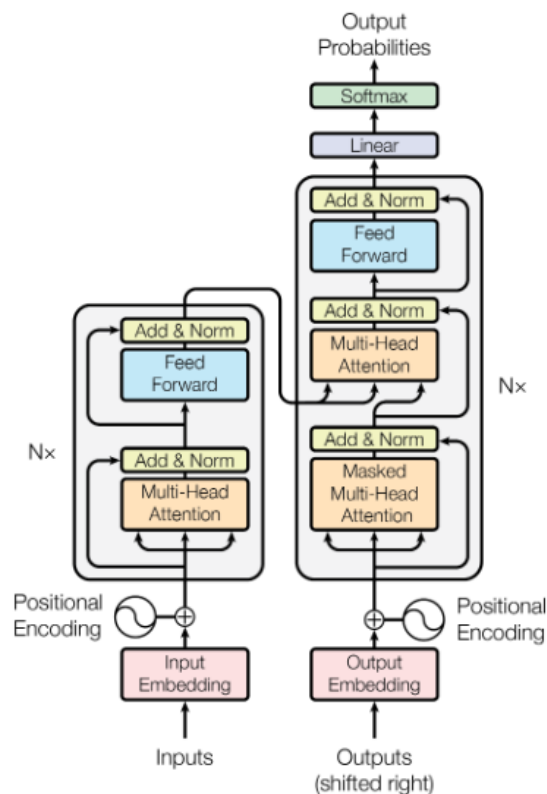 Output
Probabilities
Softmax
Linear
Add & Norm
Feed
Forward
Add & Norm
Multi-Head
Attention
Add & Norm
Masked
Multi-Head
Attention
N×
Add & Norm
Feed
Forward
Add & Norm
Multi-Head
Attention
N×
Positional
Encoding
Positional
Encoding
Input
Embedding
Output
Embedding
Inputs
Outputs
(shifted right)